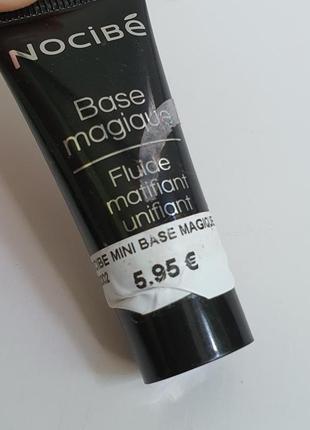 NOCIBé
Base
magique
Fluide
matifiant
unifiant
CIBE MINI BASE MAGIQUE
5.95 €